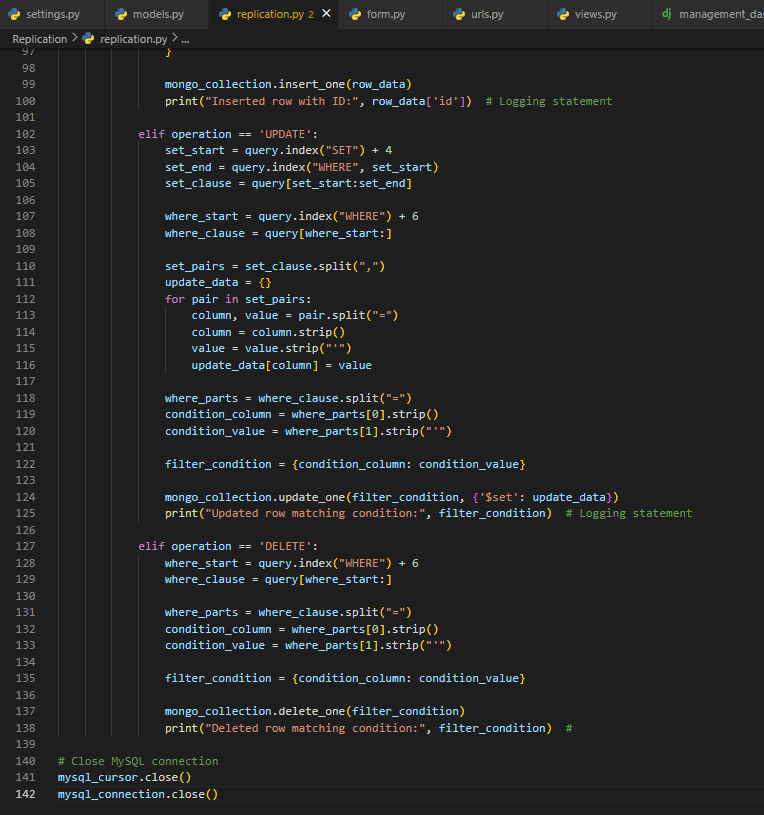 settings.py models.py replication.py 2 form.py urls.py views.py management_das
Replication > replication.py > ...
97 }
98
99 mongo_collection.insert_one(row_data)
100 print("Inserted row with ID:", row_data['id']) # Logging statement
101
102 elif operation == 'UPDATE':
103 set_start = query.index("SET") + 4
104 set_end = query.index("WHERE", set_start)
105 set_clause = query[set_start:set_end]
106
107 where_start = query.index("WHERE") + 6
108 where_clause = query[where_start:]
109
110 set_pairs = set_clause.split(",")
111 update_data = {}
112 for pair in set_pairs:
113 column, value = pair.split("=")
114 column = column.strip()
115 value = value.strip("'")
116 update_data[column] = value
117
118 where_parts = where_clause.split("=")
119 condition_column = where_parts[0].strip()
120 condition_value = where_parts[1].strip("'")
121
122 filter_condition = {condition_column: condition_value}
123
124 mongo_collection.update_one(filter_condition, {'$set': update_data})
125 print("Updated row matching condition:", filter_condition) # Logging statement
126
127 elif operation == 'DELETE':
128 where_start = query.index("WHERE") + 6
129 where_clause = query[where_start:]
130
131 where_parts = where_clause.split("=")
132 condition_column = where_parts[0].strip()
133 condition_value = where_parts[1].strip("'")
134
135 filter_condition = {condition_column: condition_value}
136
137 mongo_collection.delete_one(filter_condition)
138 print("Deleted row matching condition:", filter_condition) #
139
140 # Close MySQL connection
141 mysql_cursor.close()
142 mysql_connection.close()